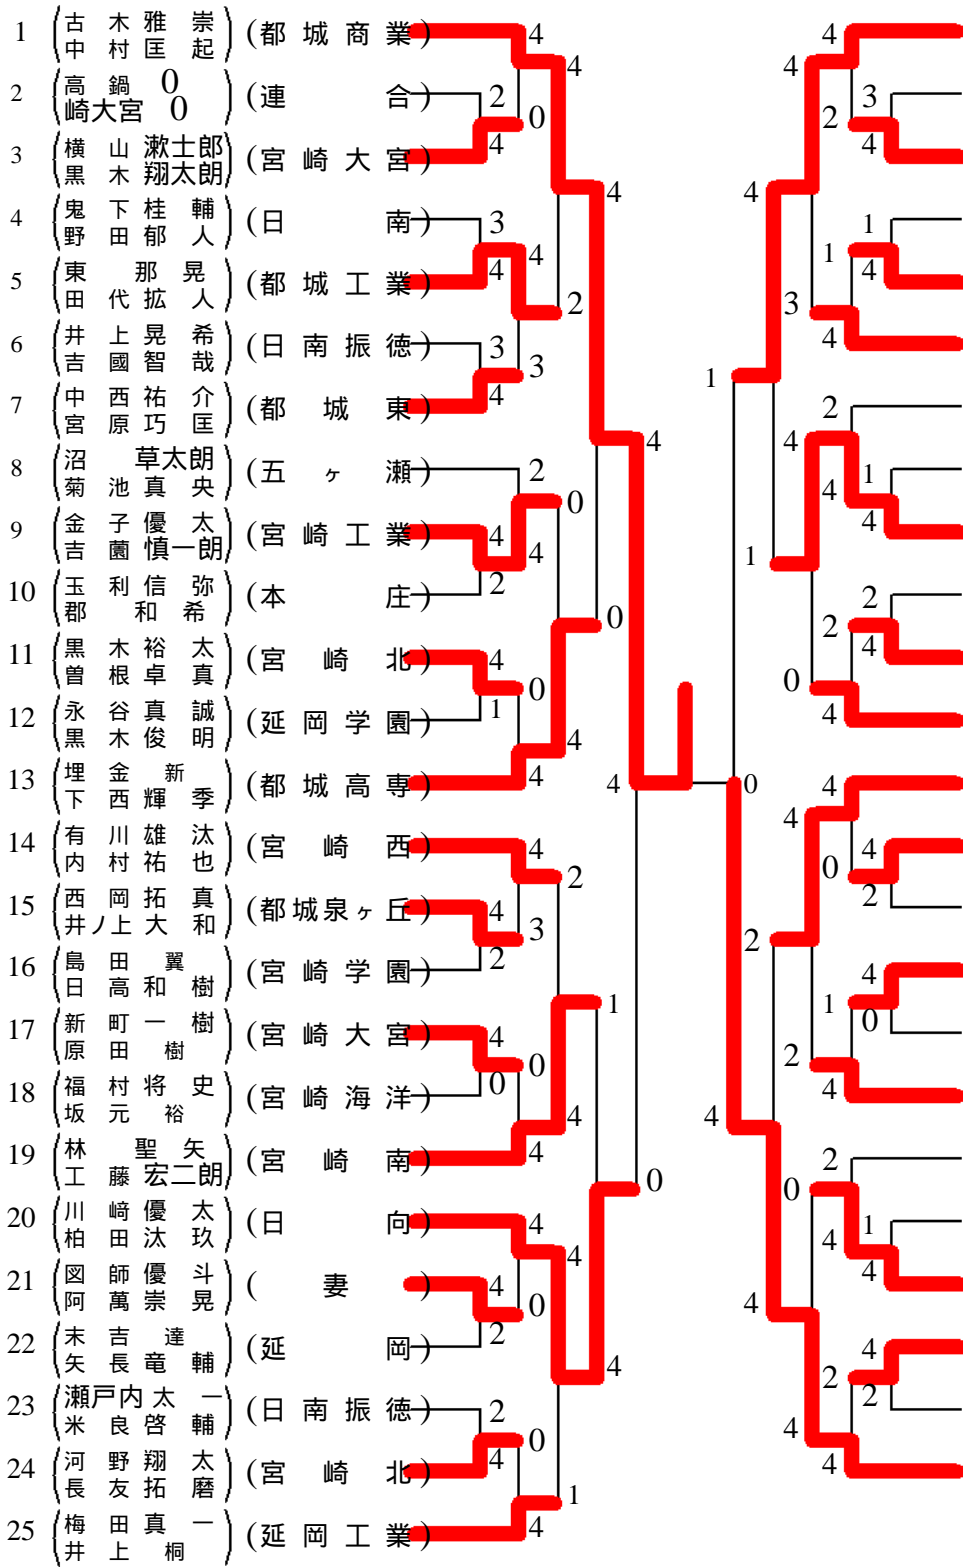 1 古木雅崇 中村匡起 (都城商業)
2 高鍋 0 崎大宮 0 (連合)
3 横山漱士郎 黒木翔太朗 (宮崎大宮)
4 鬼下桂輔 野田郁人 (日南)
5 東那晃 田代拡人 (都城工業)
6 井上晃希 吉國智哉 (日南振徳)
7 中西祐介 宮原巧匡 (都城東)
8 沼草太朗 菊池真央 (五ヶ瀬)
9 金子優太 吉薗慎一朗 (宮崎工業)
10 玉利信弥 郡和希 (本庄)
11 黒木裕太 曽根卓真 (宮崎北)
12 永谷真誠 黒木俊明 (延岡学園)
13 埋金新 下西輝季 (都城高専)
14 有川雄汰 内村祐也 (宮崎西)
15 西岡拓真 井ノ上大和 (都城泉ヶ丘)
16 島田翼 日高和樹 (宮崎学園)
17 新町一樹 原田樹 (宮崎大宮)
18 福村将史 坂元裕 (宮崎海洋)
19 林聖矢 工藤宏二朗 (宮崎南)
20 川﨑優太 柏田汰玖 (日向)
21 図師優斗 阿萬崇晃 (妻)
22 末吉達 矢長竜輔 (延岡)
23 瀬戸内太一 米良啓輔 (日南振徳)
24 河野翔太 長友拓磨 (宮崎北)
25 梅田真一 井上桐 (延岡工業)
4 2 4 3 4 3 4 2 4 2 4 1 4 4 4 2 4 0 4 4 4 2 2 4 4
0 4 3 4 0 3 0 0 0
4 2 0 4 2 4 4 1
4 0 1 4
4 0
4 0
1 4
4 1 2 4
4 3 4 0 4 2 0 4
2 1 4 2 0 1 4 2
4 3 4 1 4 4 2 1 4 2 4 4 4 4 2 4 0 4 2 1 4 4 2 4